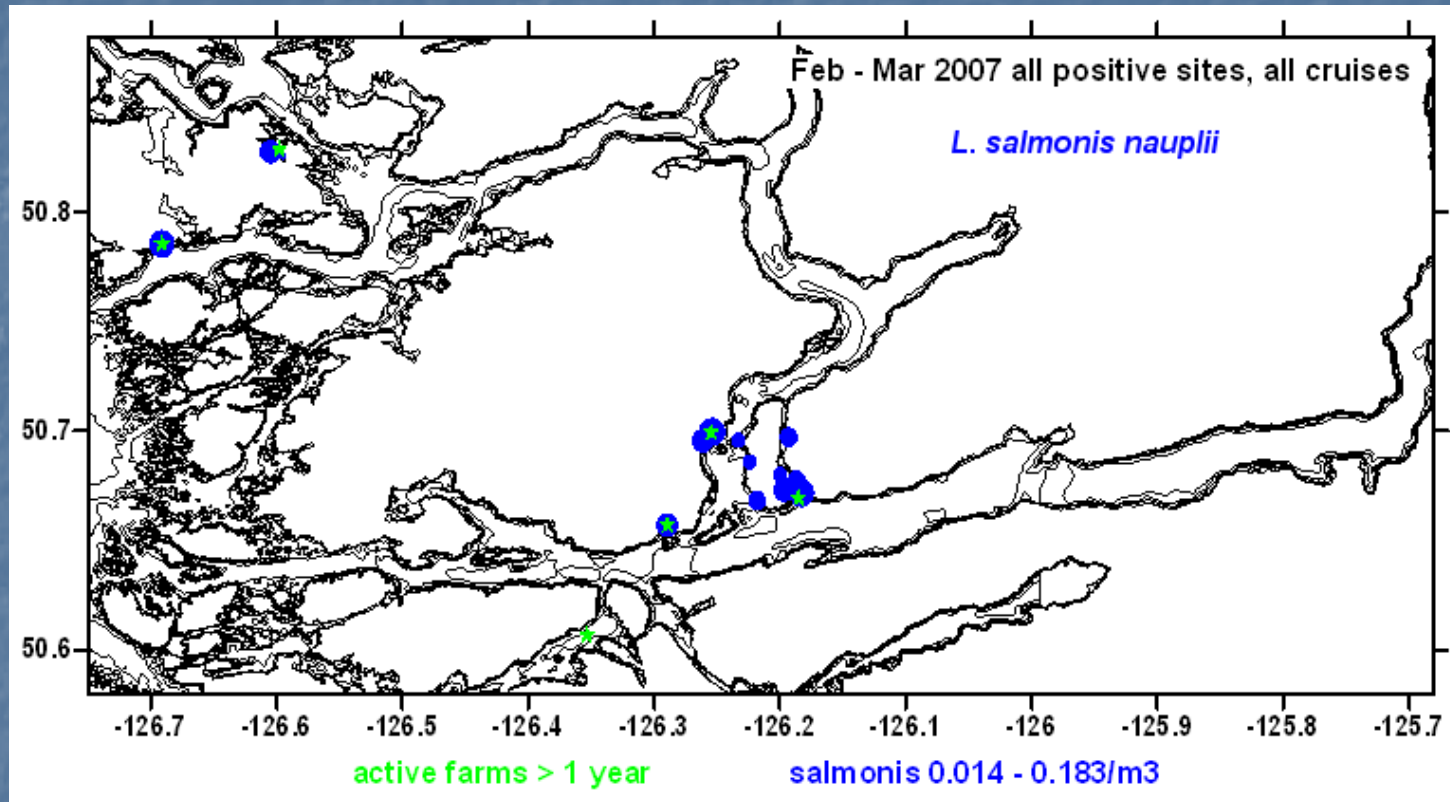 Feb - Mar 2007 all positive sites, all cruises
L. salmonis nauplii
50.8
50.7
50.6
-126.7 -126.6 -126.5 -126.4 -126.3 -126.2 -126.1 -126 -125.9 -125.8 -125.7
active farms > 1 year salmonis 0.014 - 0.183/m3